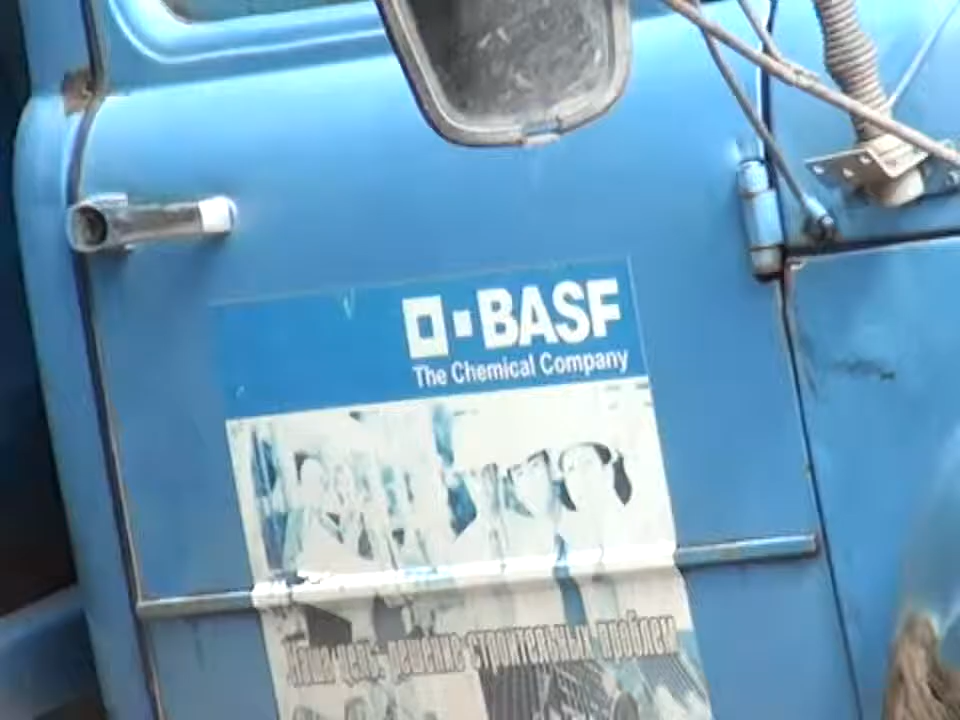 BASF
The Chemical Company
Наша цель: решение строительных проблем